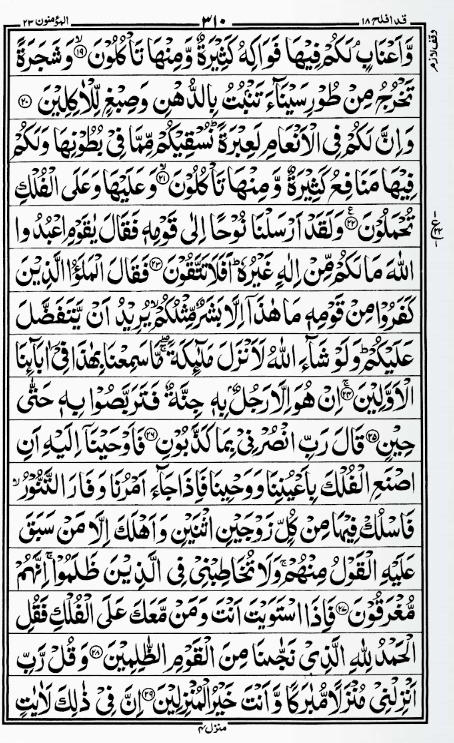 قد افلح ١٨ ٣١٠ المؤمنون ٢٣
وقف لازم
وَّاَعْنَابٍ ۘ لَكُمْ فِيْهَا فَوَاكِهُ كَثِيْرَةٌ وَّمِنْهَا تَاْكُلُوْنَ ﴿١٩﴾ وَشَجَرَةً
تَخْرُجُ مِنْ طُوْرِ سَيْنَآءَ تَنْۢبُتُ بِالدُّهْنِ وَصِبْغٍ لِّلْاٰكِلِيْنَ ﴿٢٠﴾
وَاِنَّ لَكُمْ فِى الْاَنْعَامِ لَعِبْرَةً ؕ نُسْقِيْكُمْ مِّمَّا فِىْ بُطُوْنِهَا وَلَكُمْ
فِيْهَا مَنَافِعُ كَثِيْرَةٌ وَّمِنْهَا تَاْكُلُوْنَ ﴿٢١﴾ وَعَلَيْهَا وَعَلَى الْفُلْكِ
تُحْمَلُوْنَ ﴿٢٢﴾ وَلَقَدْ اَرْسَلْنَا نُوْحًا اِلٰى قَوْمِهٖ فَقَالَ يٰقَوْمِ اعْبُدُوا
اللّٰهَ مَا لَكُمْ مِّنْ اِلٰهٍ غَيْرُهٗ ؕ اَفَلَا تَتَّقُوْنَ ﴿٢٣﴾ فَقَالَ الْمَلَؤُا الَّذِيْنَ
كَفَرُوْا مِنْ قَوْمِهٖ مَا هٰذَاۤ اِلَّا بَشَرٌ مِّثْلُكُمْ ۙ يُرِيْدُ اَنْ يَّتَفَضَّلَ
عَلَيْكُمْ ؕ وَلَوْ شَآءَ اللّٰهُ لَاَنْزَلَ مَلٰٓئِكَةً ۖۚ مَّا سَمِعْنَا بِهٰذَا فِىْۤ اٰبَآئِنَا
الْاَوَّلِيْنَ ﴿٢٤﴾ اِنْ هُوَ اِلَّا رَجُلٌۢ بِهٖ جِنَّةٌ فَتَرَبَّصُوْا بِهٖ حَتّٰى
حِيْنٍ ﴿٢٥﴾ قَالَ رَبِّ انْصُرْنِىْ بِمَا كَذَّبُوْنِ ﴿٢٦﴾ فَاَوْحَيْنَاۤ اِلَيْهِ اَنِ
اصْنَعِ الْفُلْكَ بِاَعْيُنِنَا وَوَحْيِنَا فَاِذَا جَآءَ اَمْرُنَا وَفَارَ التَّنُّوْرُ ۙ
فَاسْلُكْ فِيْهَا مِنْ كُلٍّ زَوْجَيْنِ اثْنَيْنِ وَاَهْلَكَ اِلَّا مَنْ سَبَقَ
عَلَيْهِ الْقَوْلُ مِنْهُمْ ۚ وَلَا تُخَاطِبْنِىْ فِى الَّذِيْنَ ظَلَمُوْا ۚ اِنَّهُمْ
مُّغْرَقُوْنَ ﴿٢٧﴾ فَاِذَا اسْتَوَيْتَ اَنْتَ وَمَنْ مَّعَكَ عَلَى الْفُلْكِ فَقُلِ
الْحَمْدُ لِلّٰهِ الَّذِىْ نَجّٰىنَا مِنَ الْقَوْمِ الظّٰلِمِيْنَ ﴿٢٨﴾ وَقُلْ رَّبِّ
اَنْزِلْنِىْ مُنْزَلًا مُّبٰرَكًا وَّاَنْتَ خَيْرُ الْمُنْزِلِيْنَ ﴿٢٩﴾ اِنَّ فِىْ ذٰلِكَ لَاٰيٰتٍ
منزل ٤